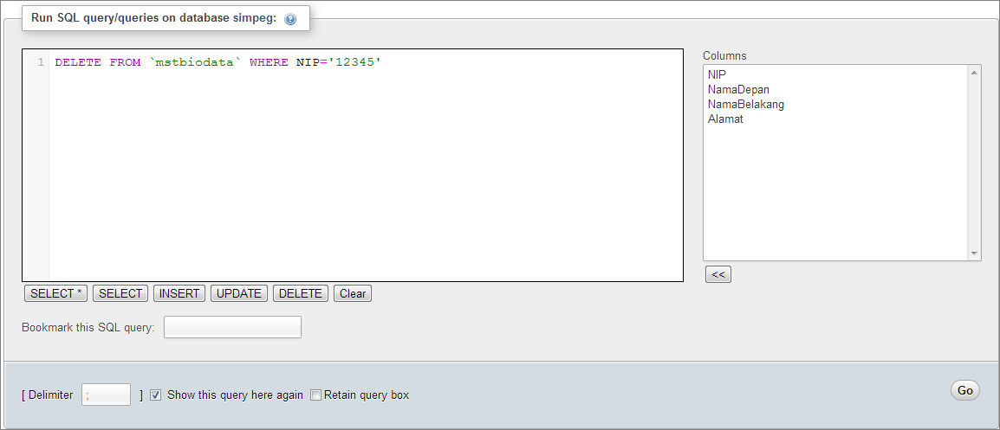 Run SQL query/queries on database simpeg:
1 DELETE FROM `mstbiodata` WHERE NIP='12345'
Columns
NIP
NamaDepan
NamaBelakang
Alamat
<<
SELECT * SELECT INSERT UPDATE DELETE Clear
Bookmark this SQL query:
[ Delimiter ; ] Show this query here again Retain query box
Go